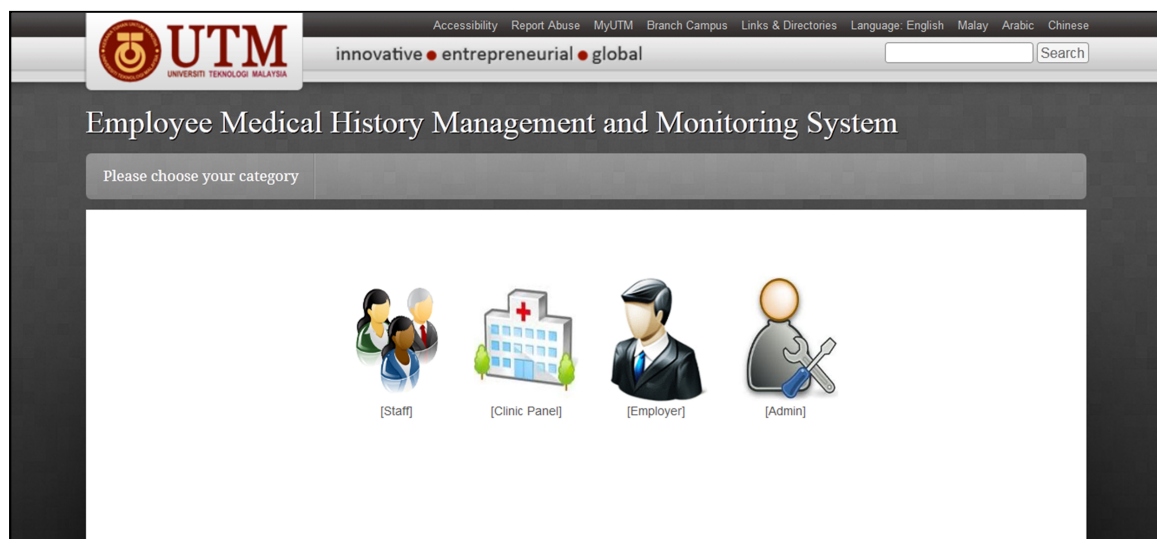 Accessibility Report Abuse MyUTM Branch Campus Links & Directories Language: English Malay Arabic Chinese
UTM
UNIVERSITI TEKNOLOGI MALAYSIA
innovative ● entrepreneurial ● global
Search
Employee Medical History Management and Monitoring System
Please choose your category
[Staff] [Clinic Panel] [Employer] [Admin]